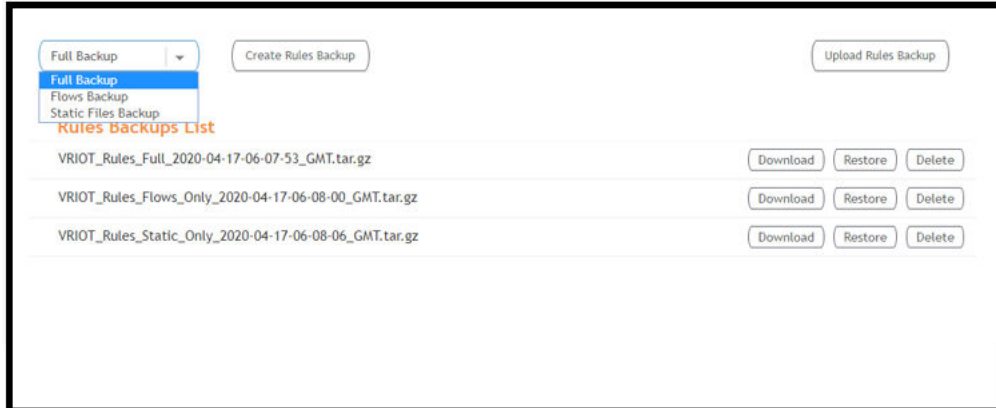 Full Backup Create Rules Backup Upload Rules Backup
Full Backup
Flows Backup
Static Files Backup
Rules Backups List
VRIOT_Rules_Full_2020-04-17-06-07-53_GMT.tar.gz Download Restore Delete
VRIOT_Rules_Flows_Only_2020-04-17-06-08-00_GMT.tar.gz Download Restore Delete
VRIOT_Rules_Static_Only_2020-04-17-06-08-06_GMT.tar.gz Download Restore Delete